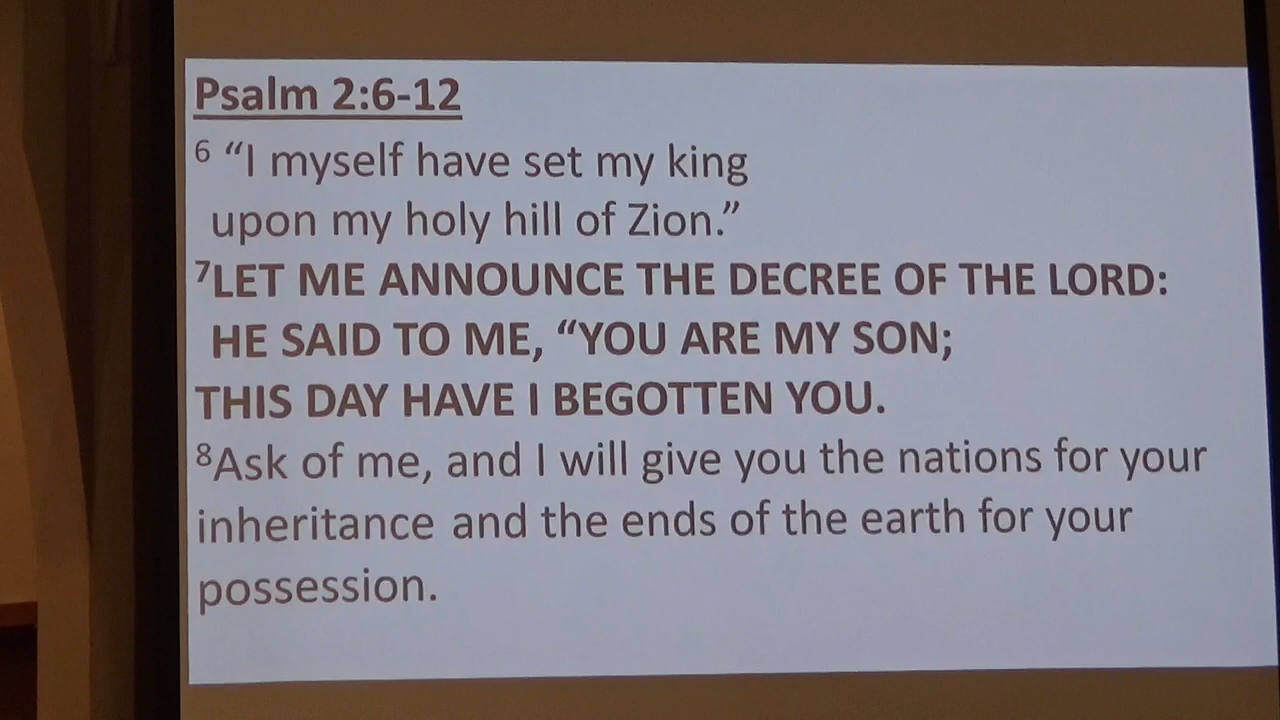 Psalm 2:6-12
6 “I myself have set my king
upon my holy hill of Zion.”
7LET ME ANNOUNCE THE DECREE OF THE LORD:
HE SAID TO ME, “YOU ARE MY SON;
THIS DAY HAVE I BEGOTTEN YOU.
8Ask of me, and I will give you the nations for your
inheritance and the ends of the earth for your
possession.